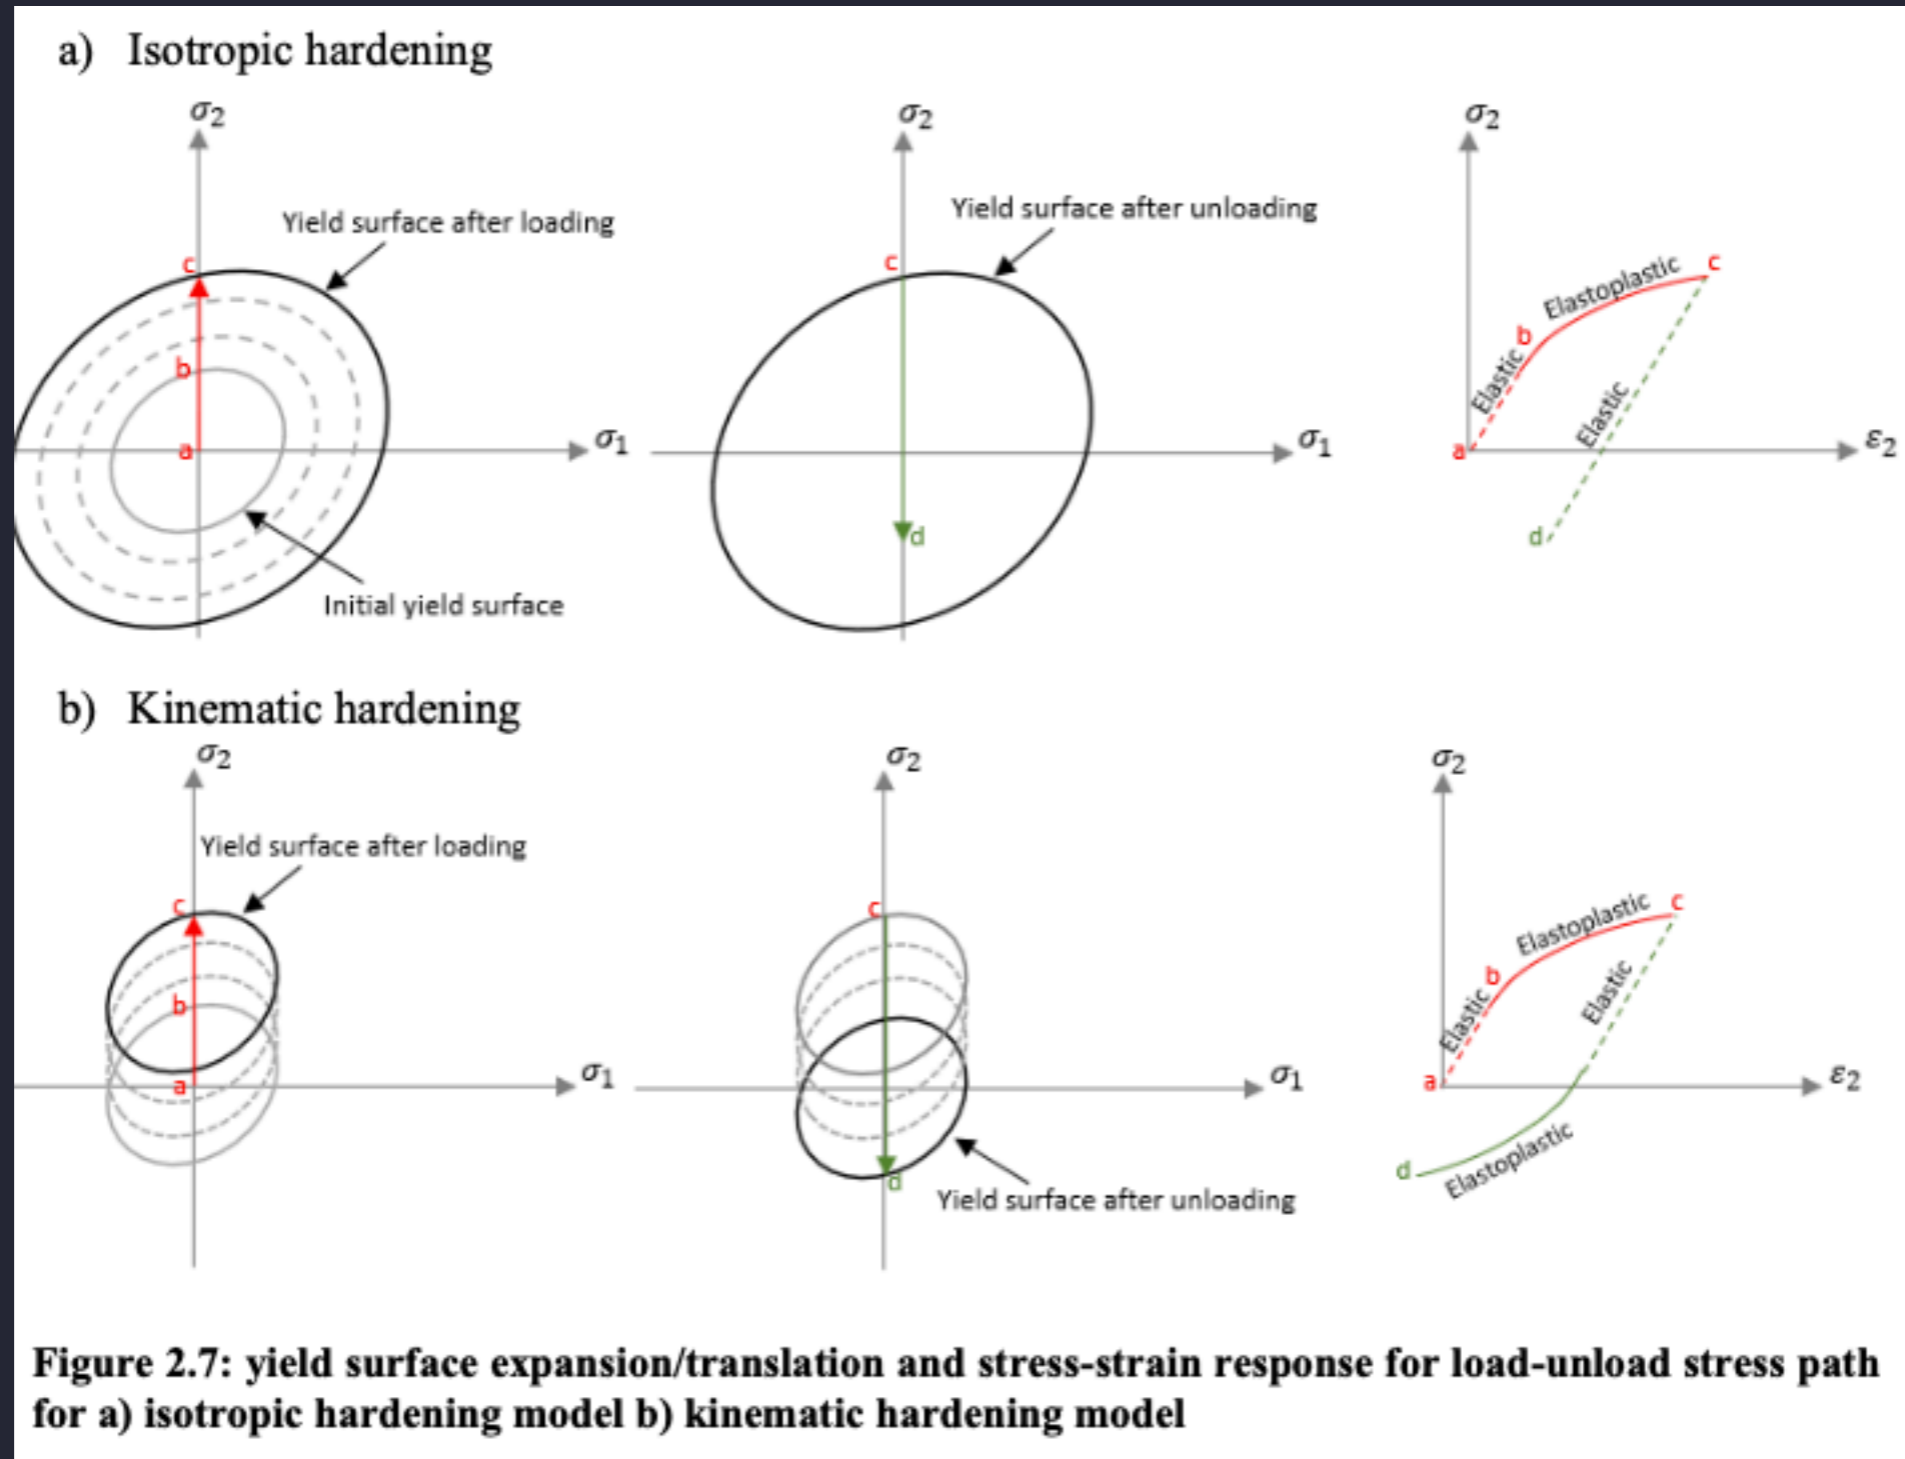 a) Isotropic hardening
σ2
Yield surface after loading
c
b
a
σ1
Initial yield surface
σ2
Yield surface after unloading
c
σ1
d
σ2
Elastoplastic
c
b
Elastic
Elastic
a
ε2
d
b) Kinematic hardening
σ2
Yield surface after loading
c
b
a
σ1
σ2
c
σ1
d
Yield surface after unloading
σ2
Elastoplastic
c
b
Elastic
Elastic
a
ε2
d
Elastoplastic
Figure 2.7: yield surface expansion/translation and stress-strain response for load-unload stress path
for a) isotropic hardening model b) kinematic hardening model